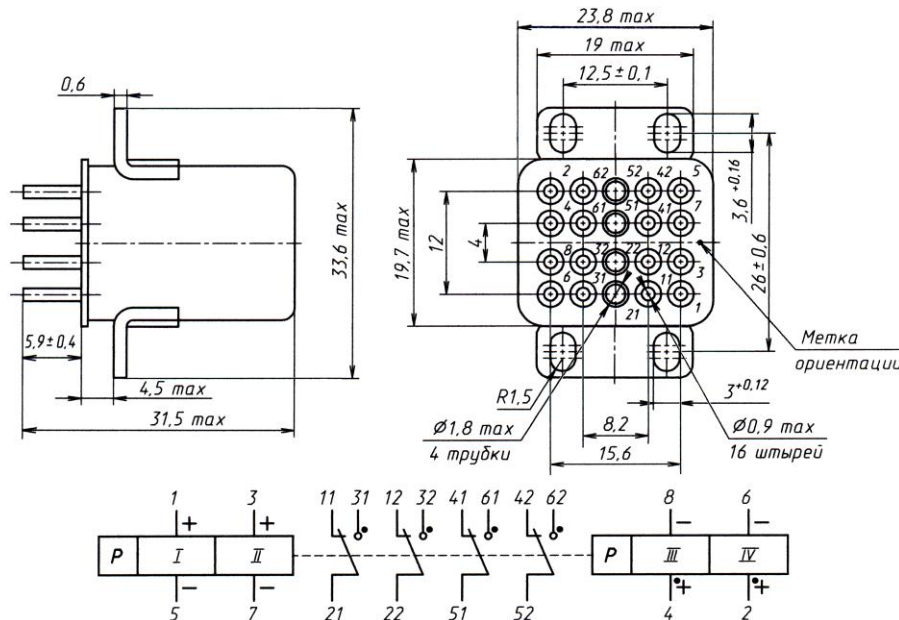 23,8 max
19 max
12,5±0,1
0,6
33,6 max
5,9±0,4
4,5 max
31,5 max
19,7 max
12
4
2 62 52 42 5
4 61 51 41 7
8 32 22 12 3
6 31 21 11 1
3,6 +0,16
26±0,6
Метка
ориентации
R1,5
3+0,12
Ø1,8 max
4 трубки
8,2
Ø0,9 max
16 штырей
15,6
1 3 11 31 12 32 41 61 42 62 8 6
+ + − −
P I II P III IV
− − + +
5 7 21 22 51 52 4 2